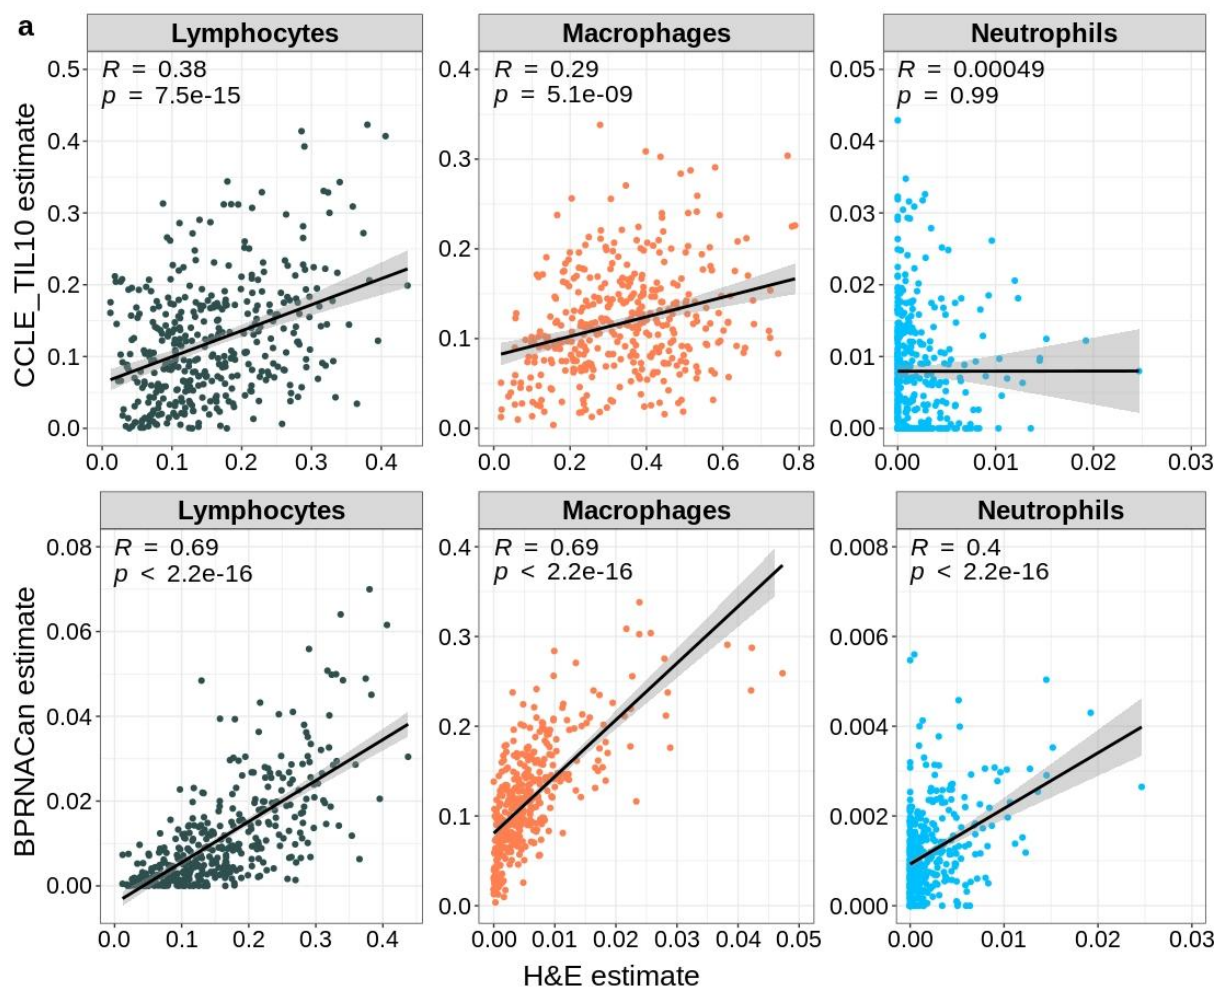 a
Lymphocytes
Macrophages
Neutrophils
CCLE_TIL10 estimate
R = 0.38
p = 7.5e-15
0.5
0.4
0.3
0.2
0.1
0.0
0.0 0.1 0.2 0.3 0.4
R = 0.29
p = 5.1e-09
0.4
0.3
0.2
0.1
0.0
0.0 0.2 0.4 0.6 0.8
R = 0.00049
p = 0.99
0.05
0.04
0.03
0.02
0.01
0.00
0.00 0.01 0.02 0.03
Lymphocytes
Macrophages
Neutrophils
BPRNACan estimate
R = 0.69
p < 2.2e-16
0.08
0.06
0.04
0.02
0.00
0.0 0.1 0.2 0.3 0.4
R = 0.69
p < 2.2e-16
0.4
0.3
0.2
0.1
0.0
0.00 0.01 0.02 0.03 0.04 0.05
R = 0.4
p < 2.2e-16
0.008
0.006
0.004
0.002
0.000
0.00 0.01 0.02 0.03
H&E estimate